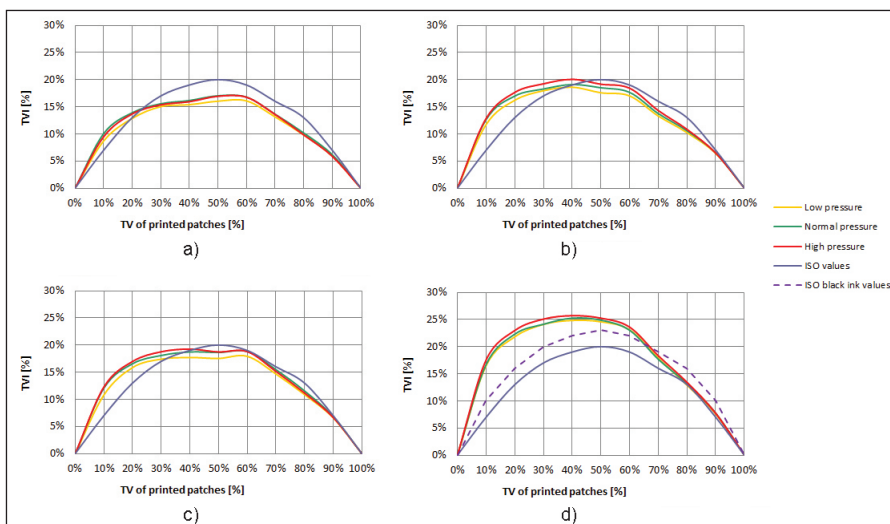 30%
25%
20%
15%
10%
5%
0%
TVI [%]
0% 10% 20% 30% 40% 50% 60% 70% 80% 90% 100%
TV of printed patches [%]
a)
30%
25%
20%
15%
10%
5%
0%
TVI [%]
0% 10% 20% 30% 40% 50% 60% 70% 80% 90% 100%
TV of printed patches [%]
b)
Low pressure
Normal pressure
High pressure
ISO values
ISO black ink values
30%
25%
20%
15%
10%
5%
0%
TVI [%]
0% 10% 20% 30% 40% 50% 60% 70% 80% 90% 100%
TV of printed patches [%]
c)
30%
25%
20%
15%
10%
5%
0%
TVI [%]
0% 10% 20% 30% 40% 50% 60% 70% 80% 90% 100%
TV of printed patches [%]
d)